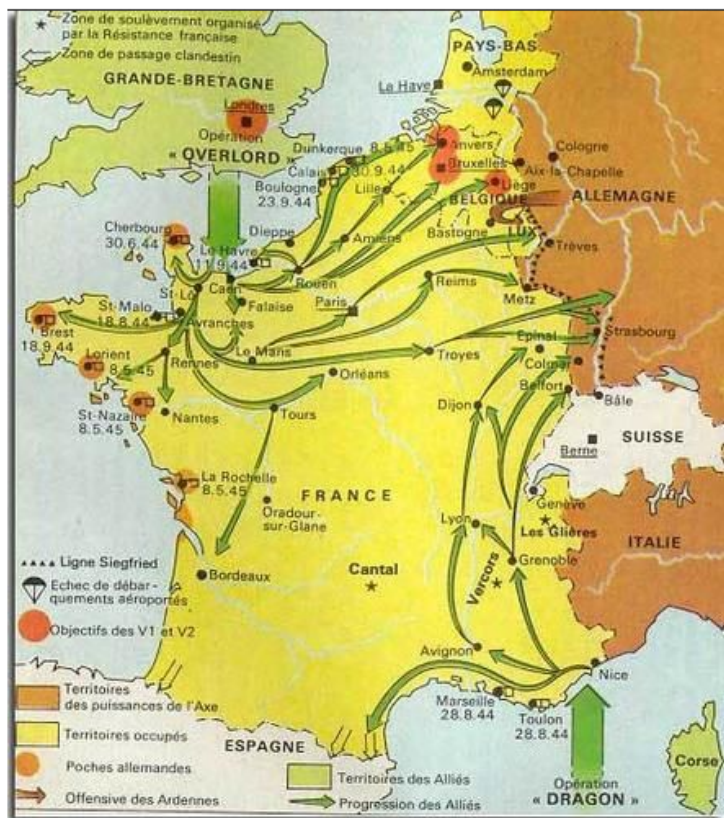 Zone de soulèvement organisé
par la Résistance française
Zone de passage clandestin
GRANDE-BRETAGNE
Londres
Opération
« OVERLORD »
PAYS-BAS
Amsterdam
La Haye
Dunkerque 8.5.45
Calais 30.9.44
Boulogne
23.9.44
Anvers
Bruxelles
Lille
Liège
BELGIQUE
Cologne
Aix-la-Chapelle
ALLEMAGNE
Bastogne
LUX
Trèves
Cherbourg
30.6.44
Dieppe
Le Havre
11.9.44
Amiens
Rouen
Caen
St-Lô
Falaise
Reims
Metz
Paris
St-Malo
18.8.44
Avranches
Brest
18.9.44
Lorient 8.5.45
Rennes
Le Mans
Troyes
Orléans
Epinal
Strasbourg
Colmar
Belfort
Bâle
St-Nazaire
8.5.45
Nantes
Tours
Dijon
SUISSE
Berne
La Rochelle
8.5.45
FRANCE
Oradour-
sur-Glane
Genève
Les Glières
Lyon
ITALIE
Grenoble
Vercors
Cantal
Bordeaux
Ligne Siegfried
Echec de débar-
quements aéroportés
Objectifs des V1 et V2
Avignon
Nice
Marseille
28.8.44
Toulon
28.8.44
Territoires
des puissances de l'Axe
Territoires occupés
ESPAGNE
Poches allemandes
Territoires des Alliés
Offensive des Ardennes
Progression des Alliés
Corse
Opération
« DRAGON »